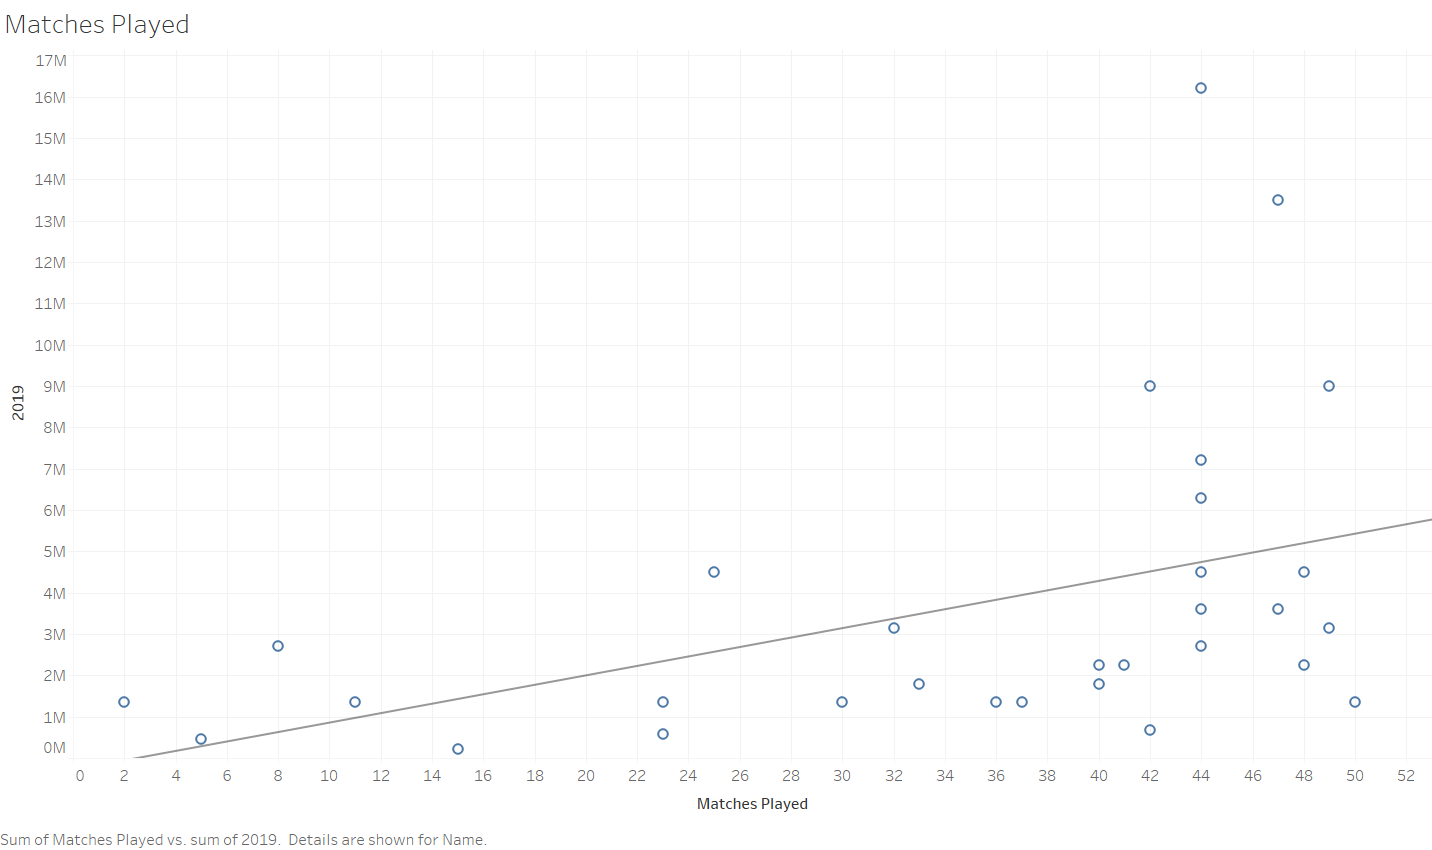 Matches Played
17M
16M
15M
14M
13M
12M
11M
10M
9M
8M
7M
6M
5M
4M
3M
2M
1M
0M
2019
0 2 4 6 8 10 12 14 16 18 20 22 24 26 28 30 32 34 36 38 40 42 44 46 48 50 52
Matches Played
Sum of Matches Played vs. sum of 2019. Details are shown for Name.